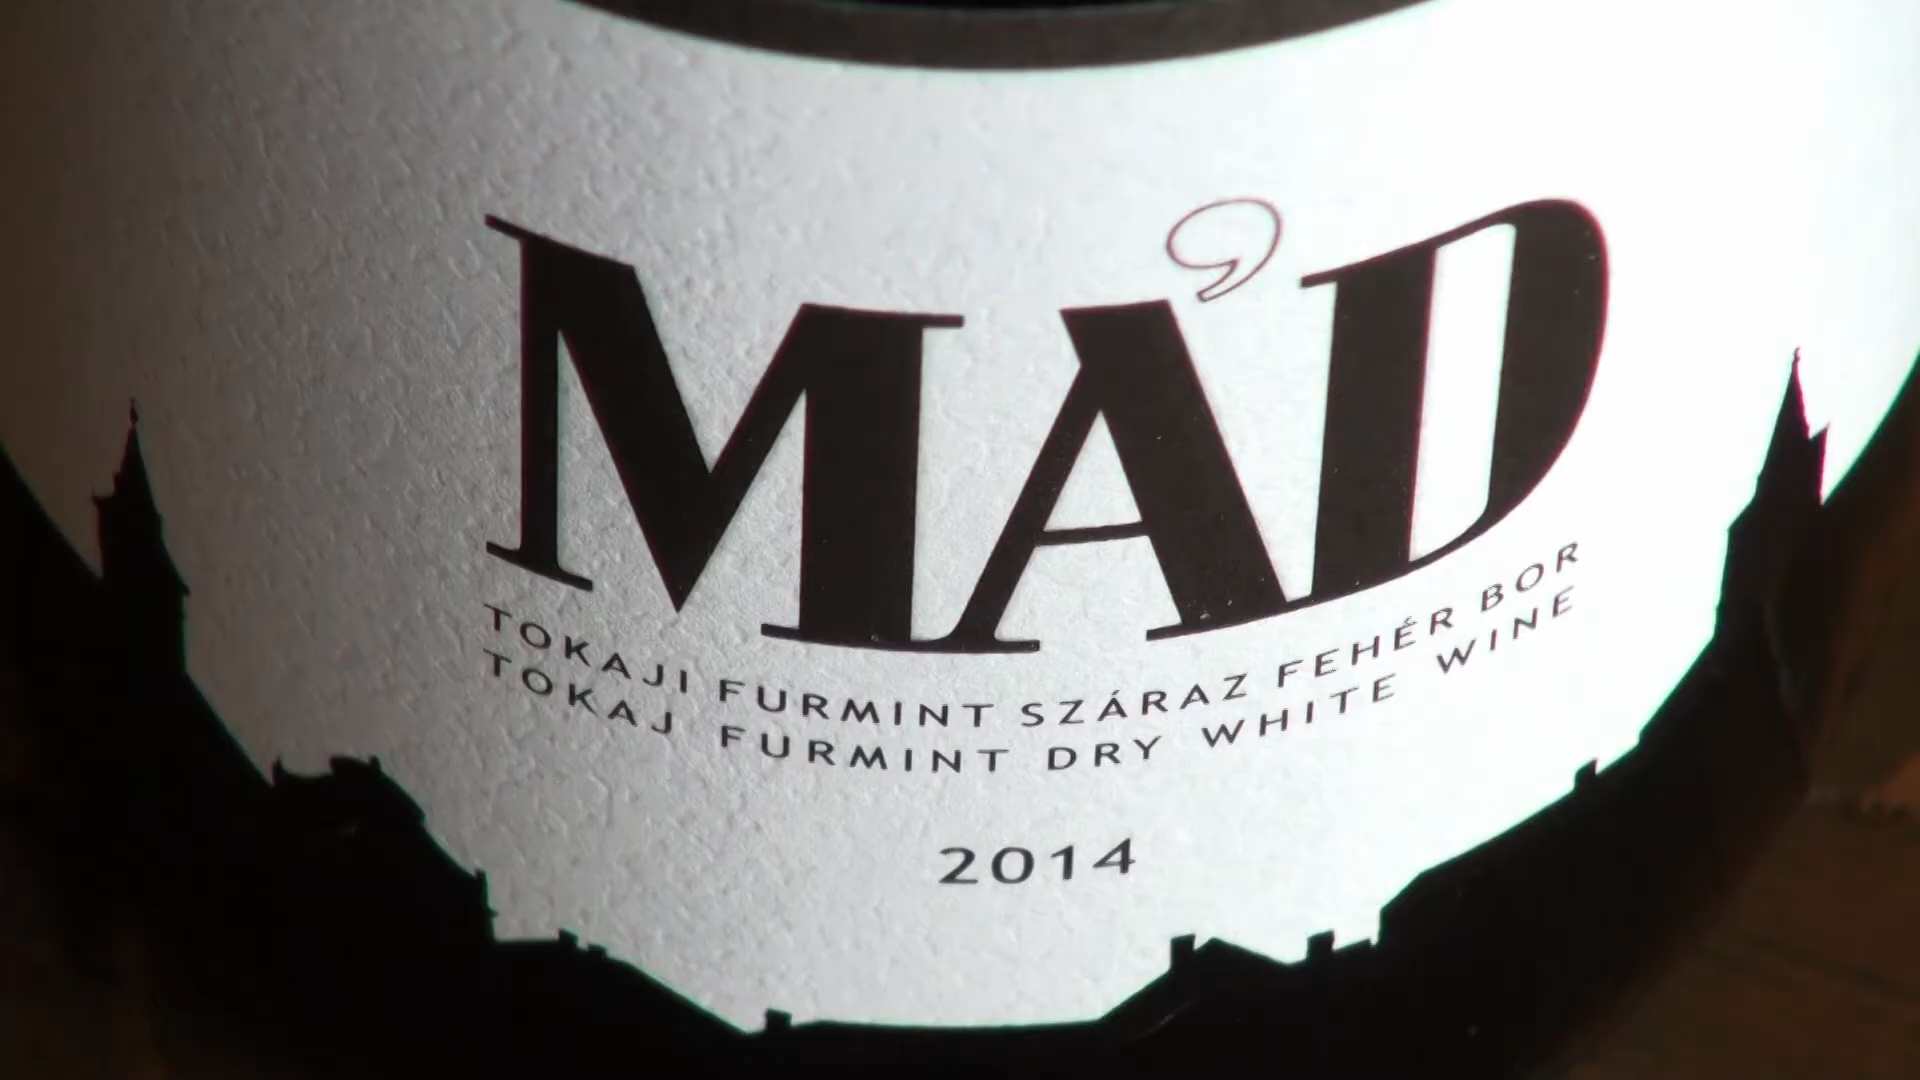 MÁD
TOKAJI FURMINT SZÁRAZ FEHÉR BOR
TOKAJ FURMINT DRY WHITE WINE
2014